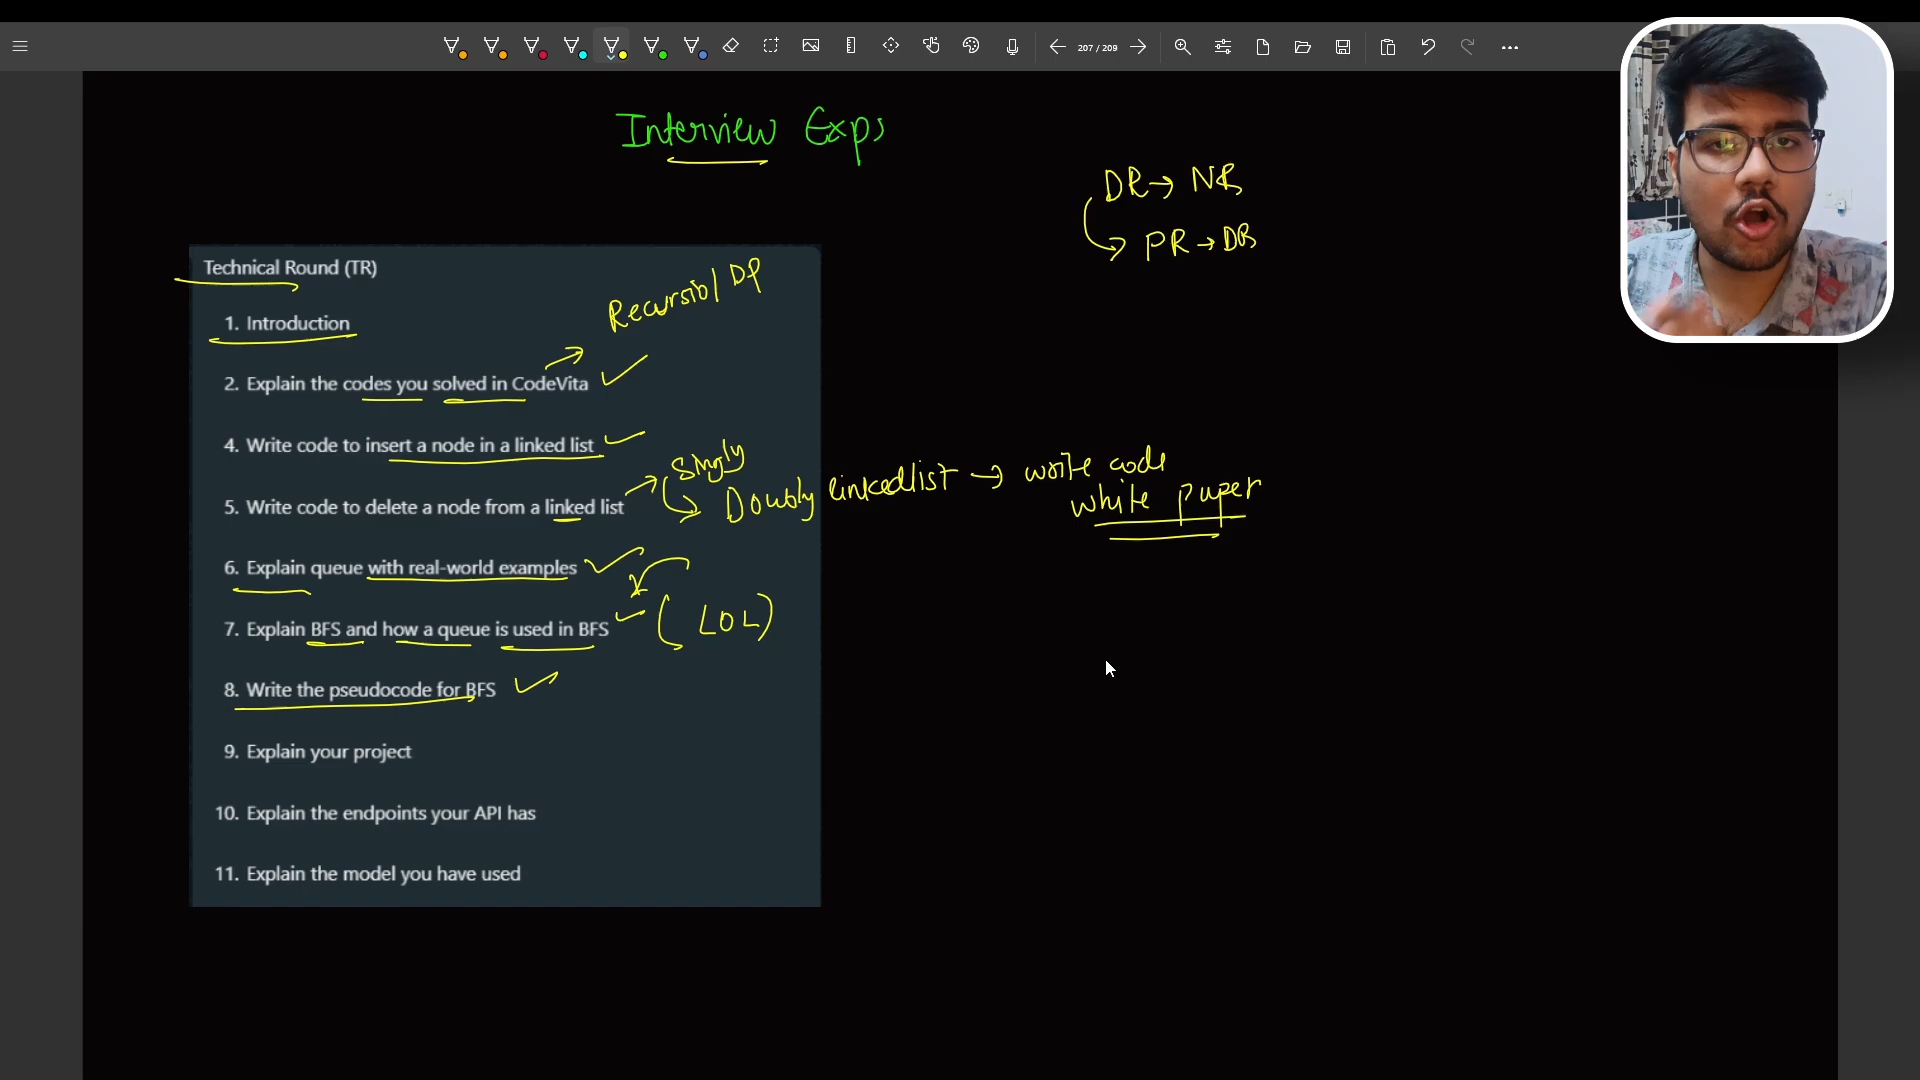 207 / 209
Interview Exps
DR → NR
PR → DR
Technical Round (TR)
1. Introduction
Recursio/ DP
2. Explain the codes you solved in CodeVita
4. Write code to insert a node in a linked list
Singly
5. Write code to delete a node from a linked list
Doubly linkedlist → write code
white paper
6. Explain queue with real-world examples
7. Explain BFS and how a queue is used in BFS
(LOL)
8. Write the pseudocode for BFS
9. Explain your project
10. Explain the endpoints your API has
11. Explain the model you have used